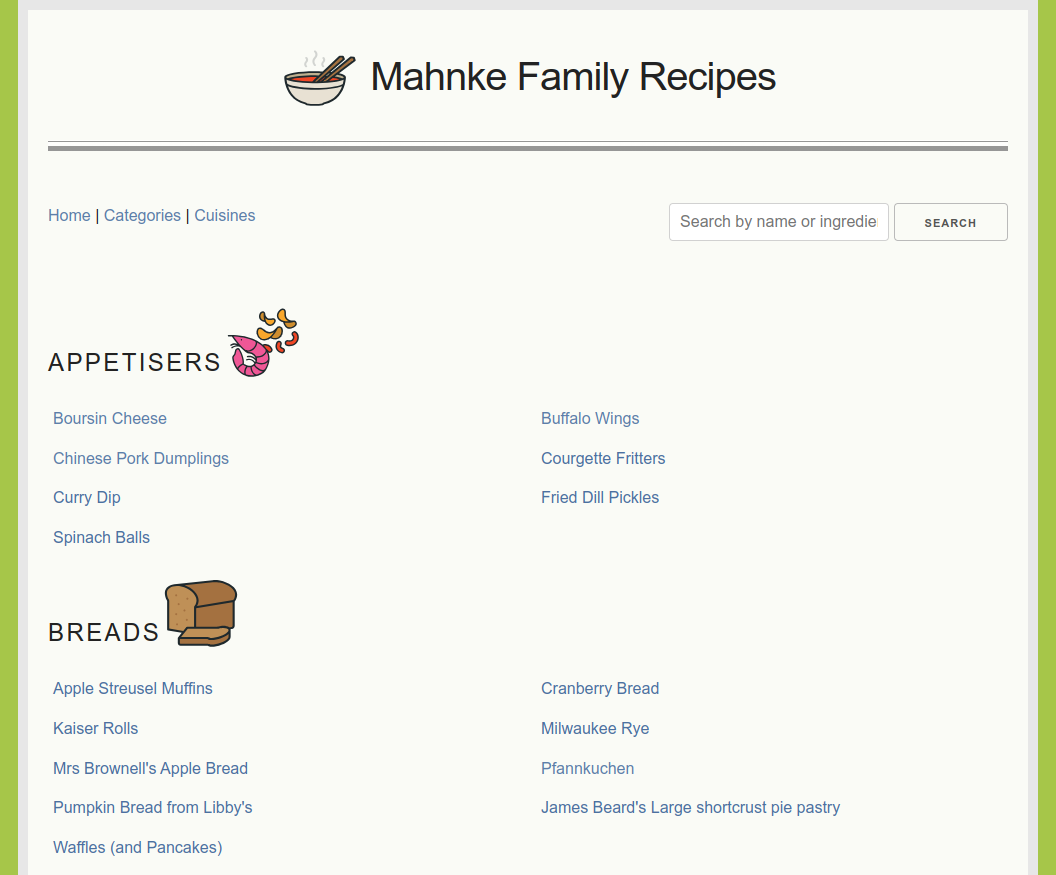 Mahnke Family Recipes
Home | Categories | Cuisines
Search by name or ingredie
SEARCH
APPETISERS
Boursin Cheese
Buffalo Wings
Chinese Pork Dumplings
Courgette Fritters
Curry Dip
Fried Dill Pickles
Spinach Balls
BREADS
Apple Streusel Muffins
Cranberry Bread
Kaiser Rolls
Milwaukee Rye
Mrs Brownell's Apple Bread
Pfannkuchen
Pumpkin Bread from Libby's
James Beard's Large shortcrust pie pastry
Waffles (and Pancakes)